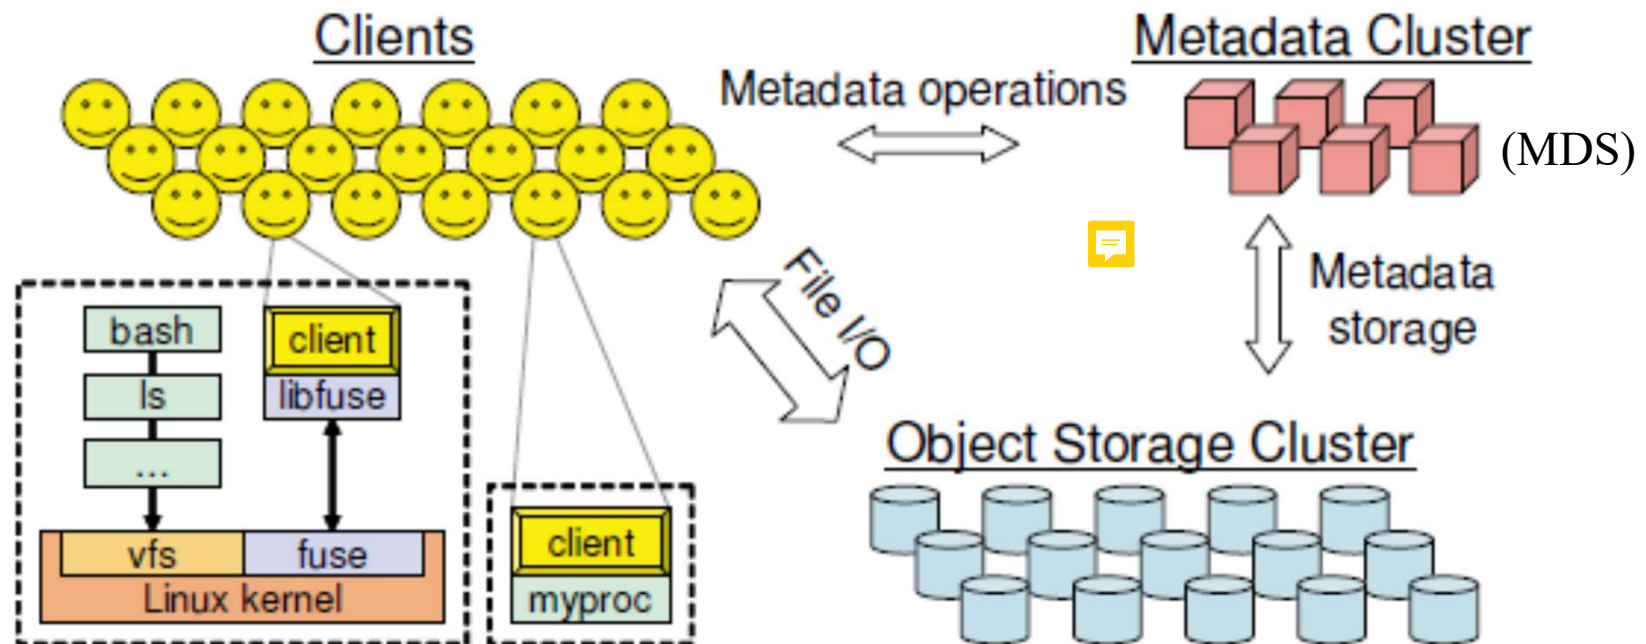 Clients
Metadata Cluster
Metadata operations
(MDS)
File I/O
Metadata
storage
bash
ls
...
client
libfuse
vfs
fuse
Linux kernel
client
myproc
Object Storage Cluster